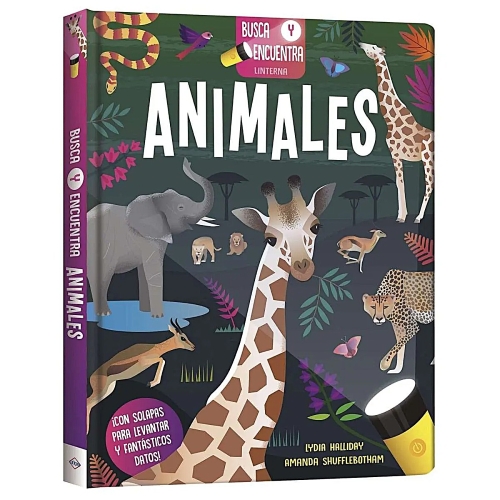 BUSCA Y
ENCUENTRA
LINTERNA
ANIMALES
¡CON SOLAPAS
PARA LEVANTAR
Y FANTÁSTICOS
DATOS!
LYDIA HALLIDAY
AMANDA SHUFFLEBOTHAM
BUSCA Y ENCUENTRA ANIMALES